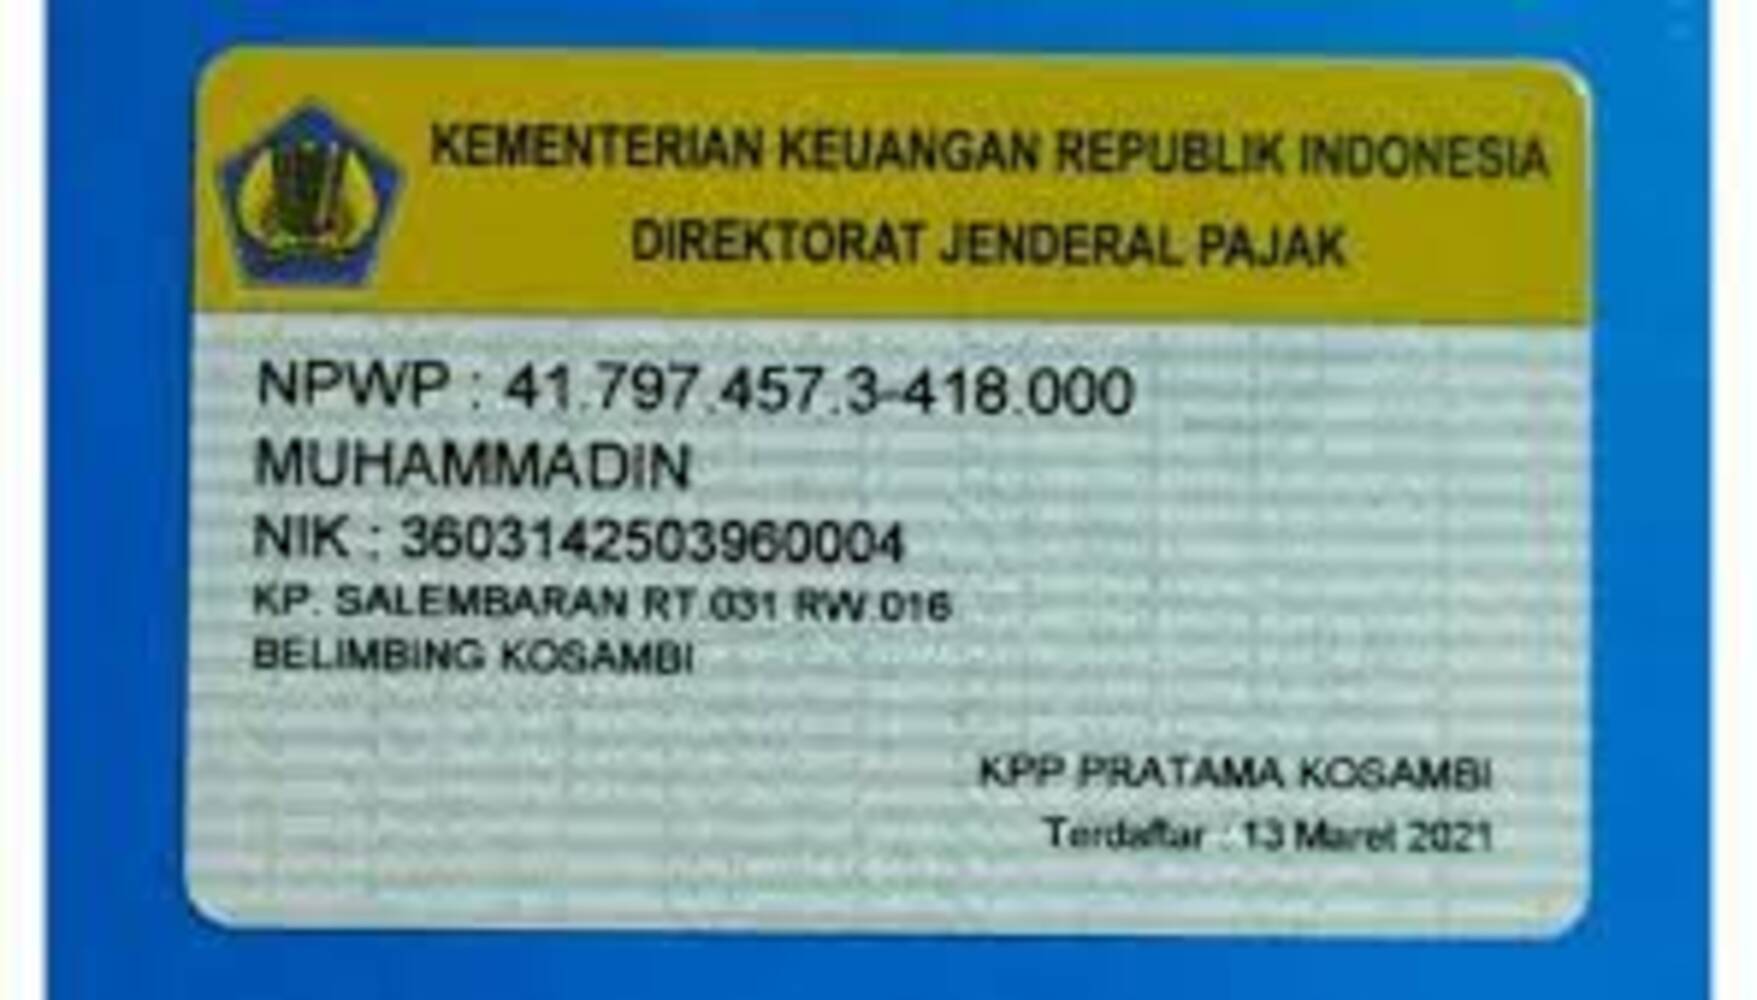 KEMENTERIAN KEUANGAN REPUBLIK INDONESIA
DIREKTORAT JENDERAL PAJAK
NPWP : 41.797.457.3-418.000
MUHAMMADIN
NIK : 3603142503960004
KP. SALEMBARAN RT.031 RW.016
BELIMBING KOSAMBI
KPP PRATAMA KOSAMBI
Terdaftar : 13 Maret 2021